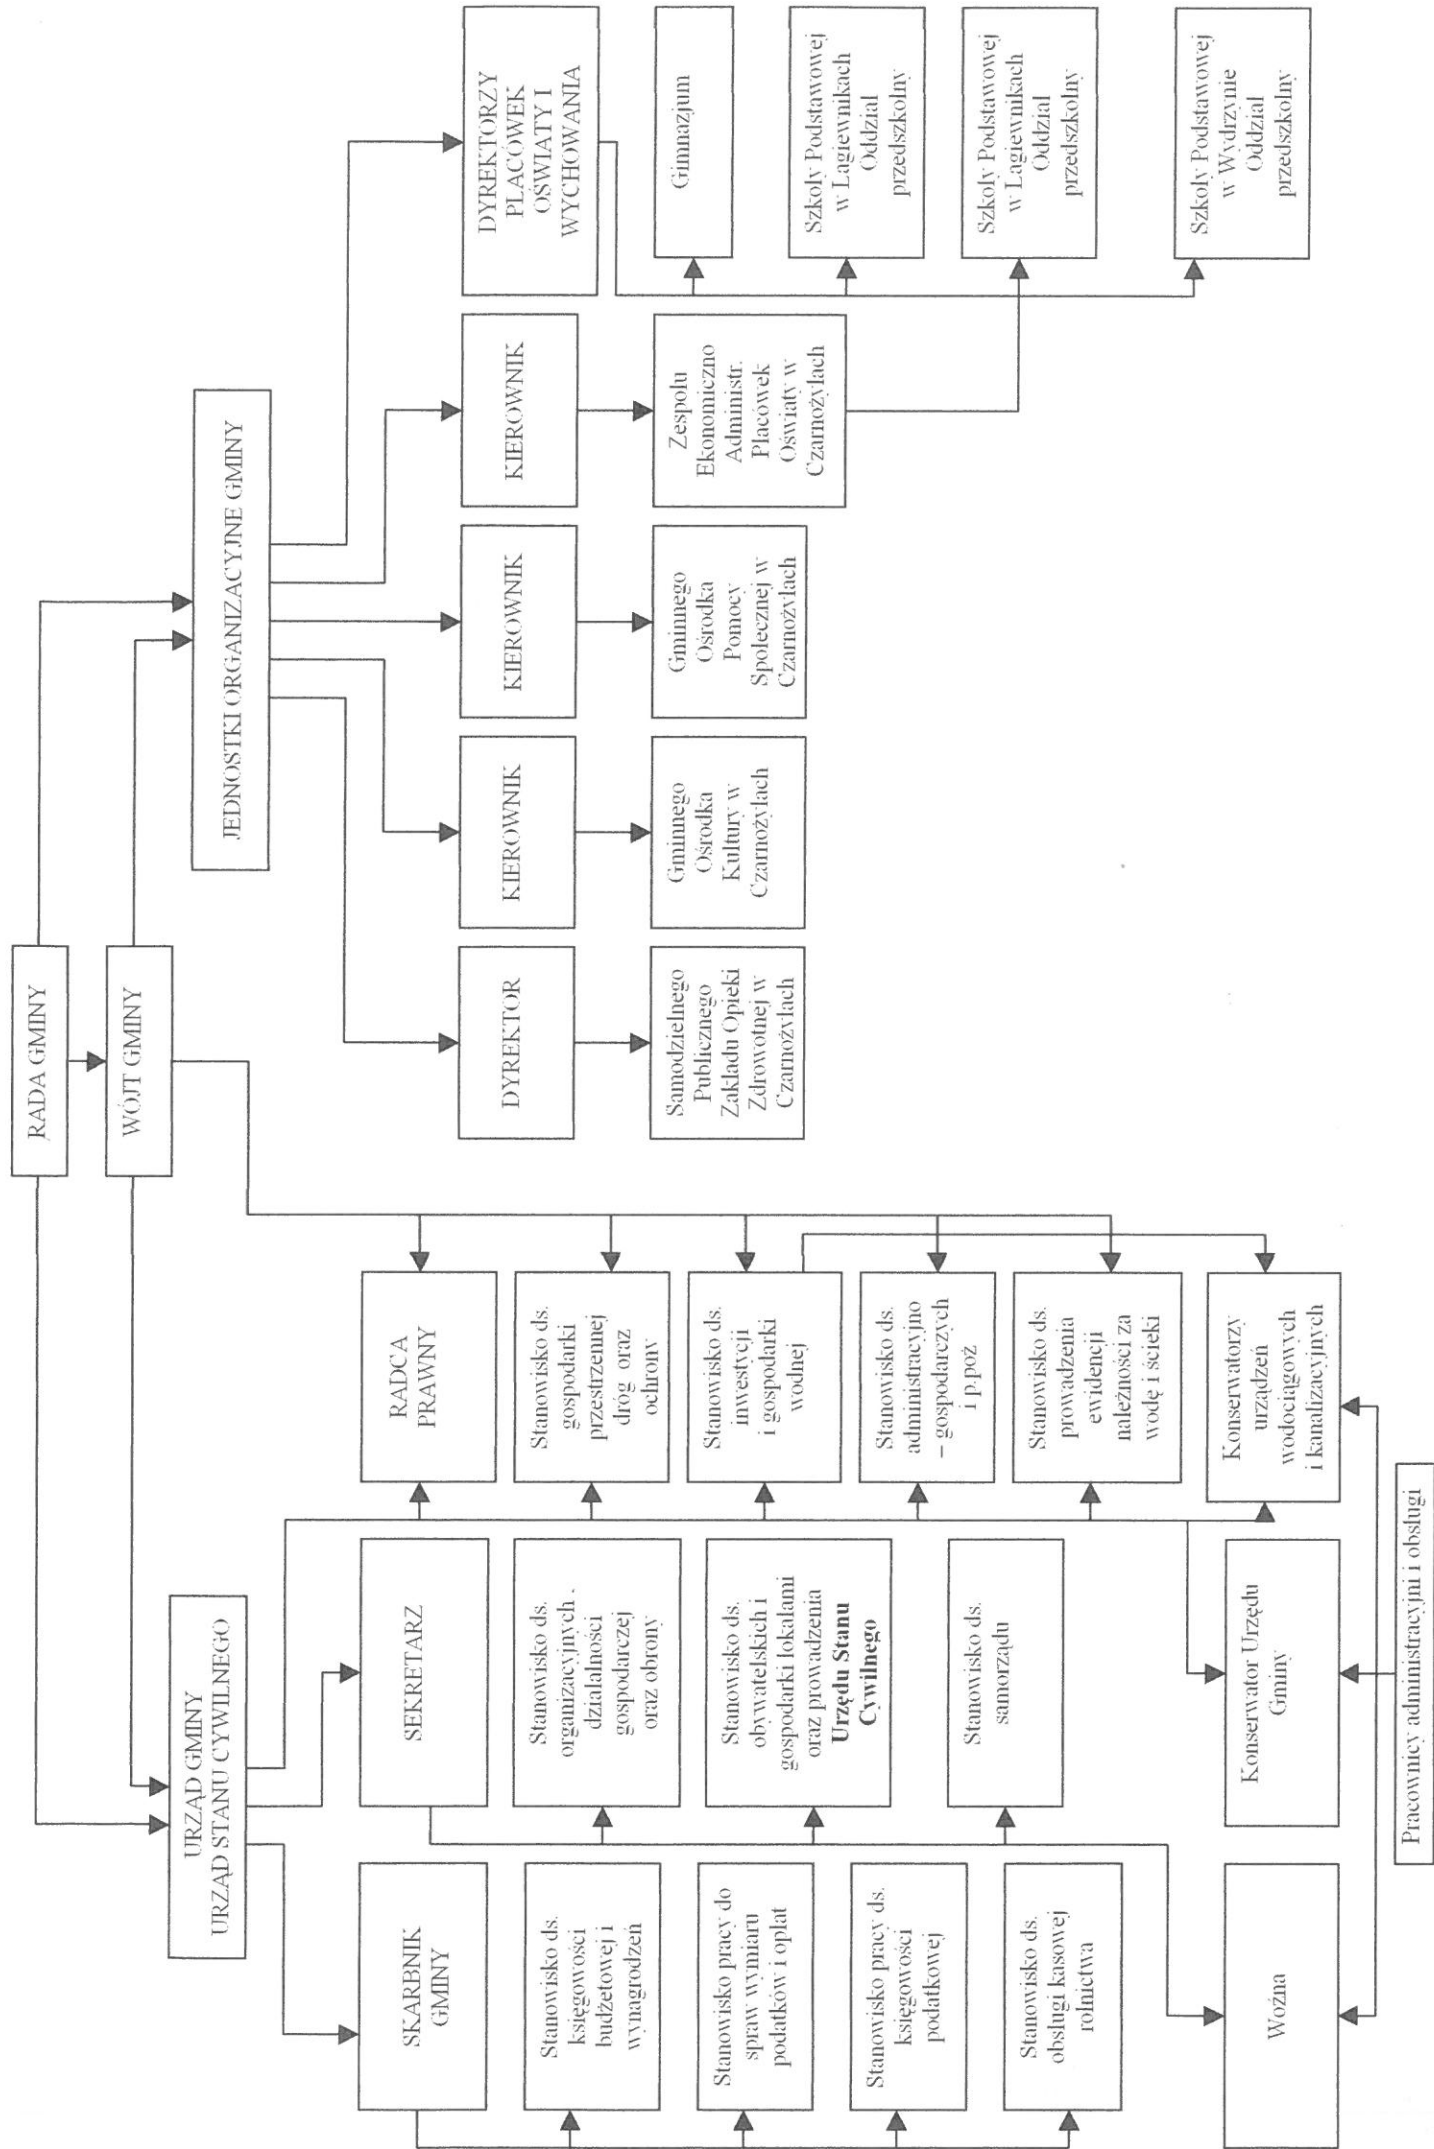 RADA GMINY
WÓJT GMINY
URZĄD GMINY
URZĄD STANU CYWILNEGO
JEDNOSTKI ORGANIZACYJNE GMINY
SKARBNIK
GMINY
SEKRETARZ
RADCA
PRAWNY
DYREKTOR
KIEROWNIK
KIEROWNIK
KIEROWNIK
DYREKTORZY
PLACÓWEK
OŚWIATY I
WYCHOWANIA
Stanowisko ds.
księgowości
budżetowej i
wynagrodzeń
Stanowisko ds.
organizacyjnych ,
działalności
gospodarczej
oraz obrony
Stanowisko ds.
gospodarki
przestrzennej
dróg oraz
ochrony
Samodzielnego
Publicznego
Zakładu Opieki
Zdrowotnej w
Czarnożyłach
Gminnego
Ośrodka
Kultury w
Czarnożyłach
Gminnego
Ośrodka
Pomocy
Społecznej w
Czarnożyłach
Zespołu
Ekonomiczno
Administr.
Placówek
Oświaty w
Czarnożyłach
Gimnazjum
Stanowisko pracy do
spraw wymiaru
podatków i opłat
Stanowisko ds.
obywatelskich i
gospodarki lokalami
oraz prowadzenia
Urzędu Stanu
Cywilnego
Stanowisko ds.
inwestycji
i gospodarki
wodnej
Szkoły Podstawowej
w Łagiewnikach
Oddział
przedszkolny
Stanowisko pracy ds.
księgowości
podatkowej
Stanowisko ds.
samorządu
Stanowisko ds.
administracyjno
– gospodarczych
i p.poż
Szkoły Podstawowej
w Łagiewnikach
Oddział
przedszkolny
Stanowisko ds.
obsługi kasowej
rolnictwa
Stanowisko ds.
prowadzenia
ewidencji
należności za
wodę i ścieki
Szkoły Podstawowej
w Wydrzynie
Oddział
przedszkolny
Woźna
Konserwator Urzędu
Gminy
Konserwatorzy
urządzeń
wodociągowych
i kanalizacyjnych
Pracownicy administracyjni i obsługi